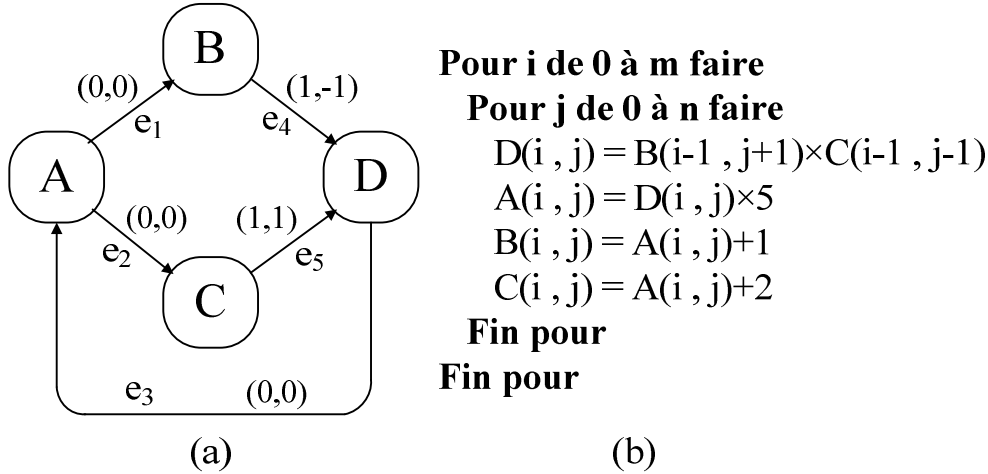 B
(0,0)
(1,-1)
e1
e4
A
D
(0,0)
(1,1)
e2
e5
C
e3
(0,0)
(a)
Pour i de 0 à m faire
Pour j de 0 à n faire
D(i , j) = B(i-1 , j+1)×C(i-1 , j-1)
A(i , j) = D(i , j)×5
B(i , j) = A(i , j)+1
C(i , j) = A(i , j)+2
Fin pour
Fin pour
(b)